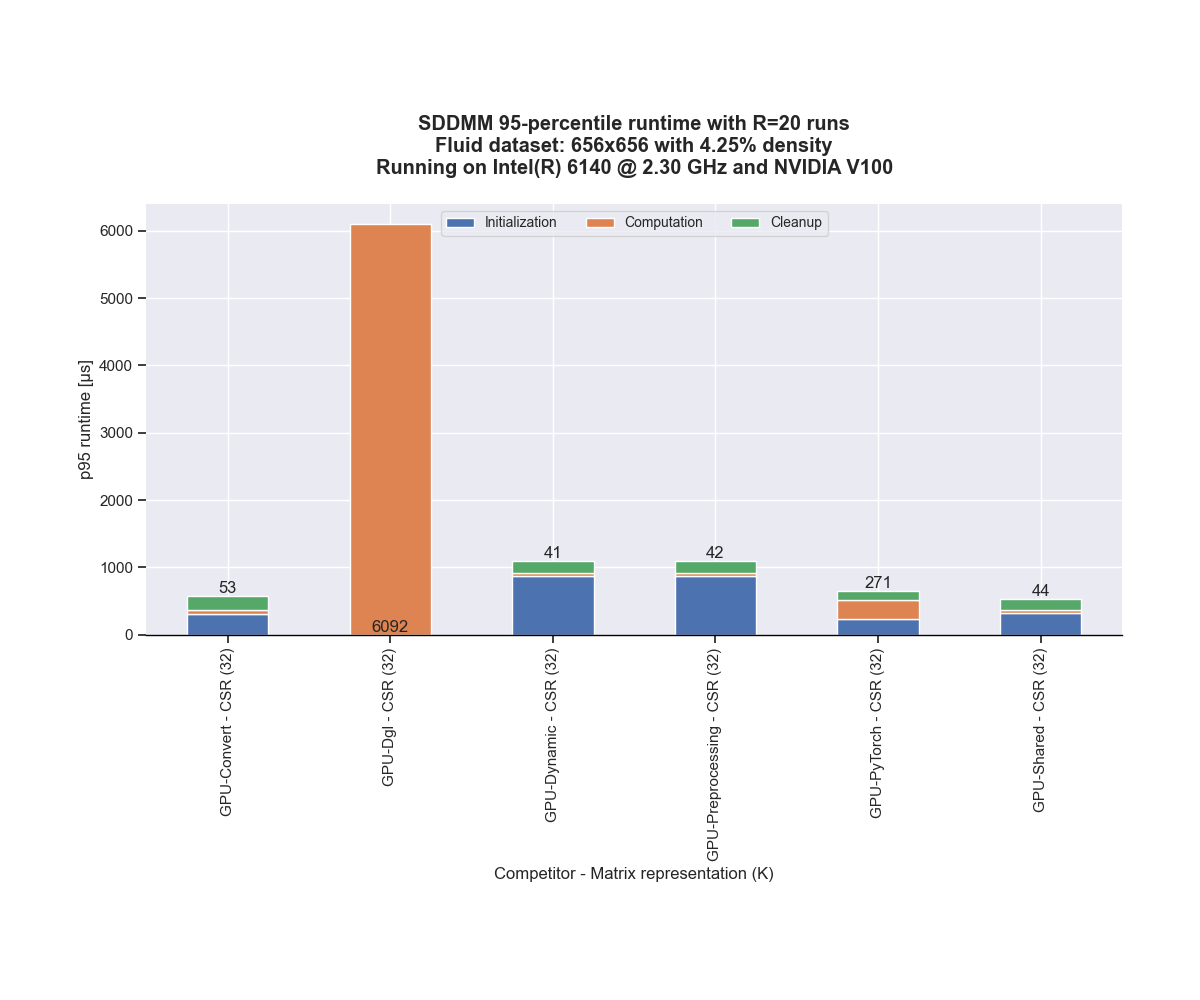 SDDMM 95-percentile runtime with R=20 runs
Fluid dataset: 656x656 with 4.25% density
Running on Intel(R) 6140 @ 2.30 GHz and NVIDIA V100
Initialization
Computation
Cleanup
p95 runtime [µs]
6000
5000
4000
3000
2000
1000
0
53
6092
41
42
271
44
GPU-Convert - CSR (32)
GPU-Dgl - CSR (32)
GPU-Dynamic - CSR (32)
GPU-Preprocessing - CSR (32)
GPU-PyTorch - CSR (32)
GPU-Shared - CSR (32)
Competitor - Matrix representation (K)